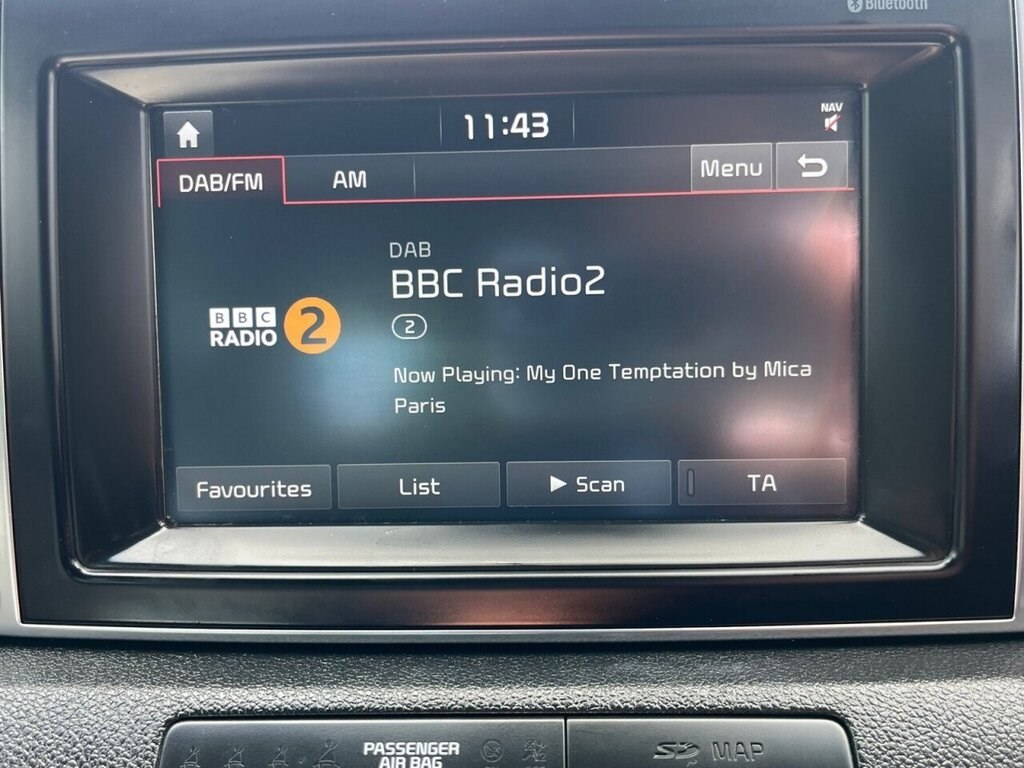 Bluetooth
11:43
NAV
DAB/FM
AM
Menu
DAB
BBC Radio2
BBC
RADIO 2
2
Now Playing: My One Temptation by Mica
Paris
Favourites
List
Scan
TA
PASSENGER
AIR BAG
SD MAP